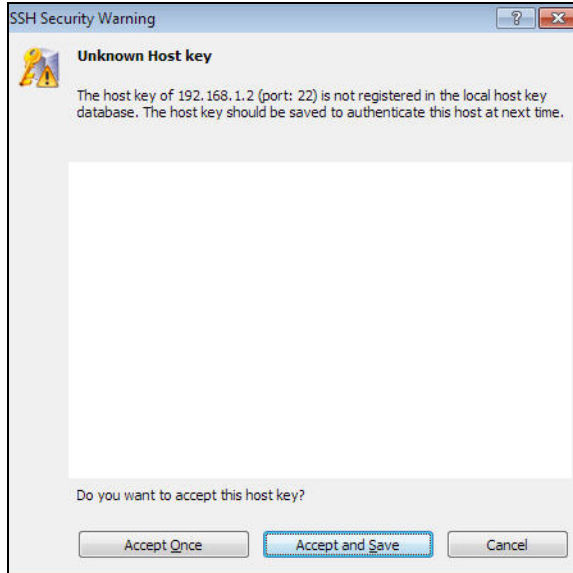 SSH Security Warning
Unknown Host key
The host key of 192.168.1.2 (port: 22) is not registered in the local host key
database. The host key should be saved to authenticate this host at next time.
Do you want to accept this host key?
Accept Once Accept and Save Cancel